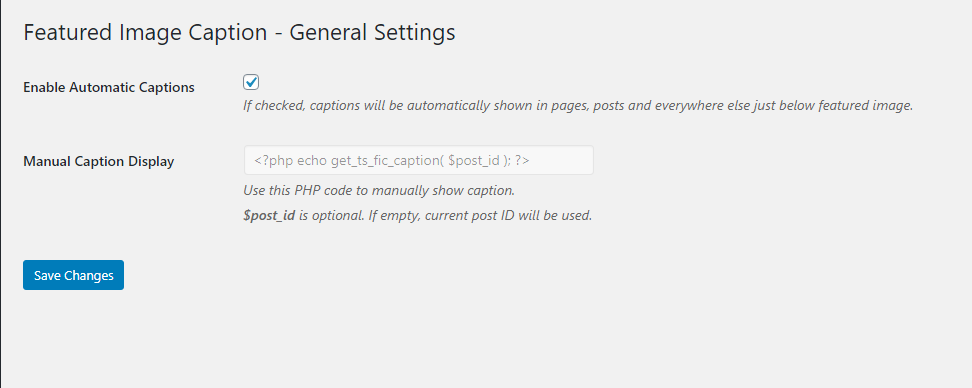 Featured Image Caption - General Settings
Enable Automatic Captions
If checked, captions will be automatically shown in pages, posts and everywhere else just below featured image.
Manual Caption Display
<?php echo get_ts_fic_caption( $post_id ); ?>
Use this PHP code to manually show caption.
$post_id is optional. If empty, current post ID will be used.
Save Changes